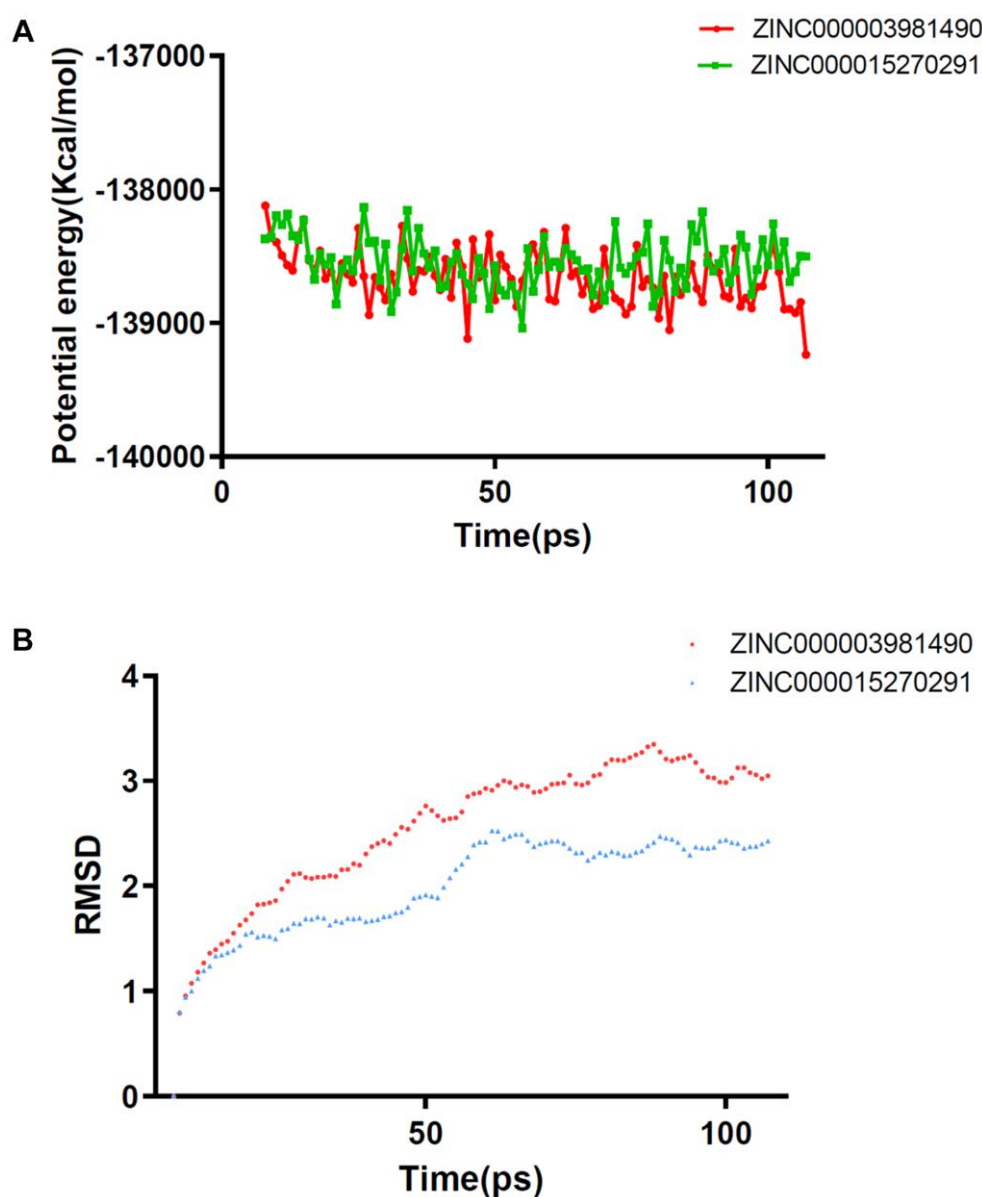 A
ZINC000003981490
ZINC000015270291
Potential energy(Kcal/mol)
-137000
-138000
-139000
-140000
0
50
100
Time(ps)
B
ZINC000003981490
ZINC000015270291
RMSD
4
3
2
1
0
50
100
Time(ps)